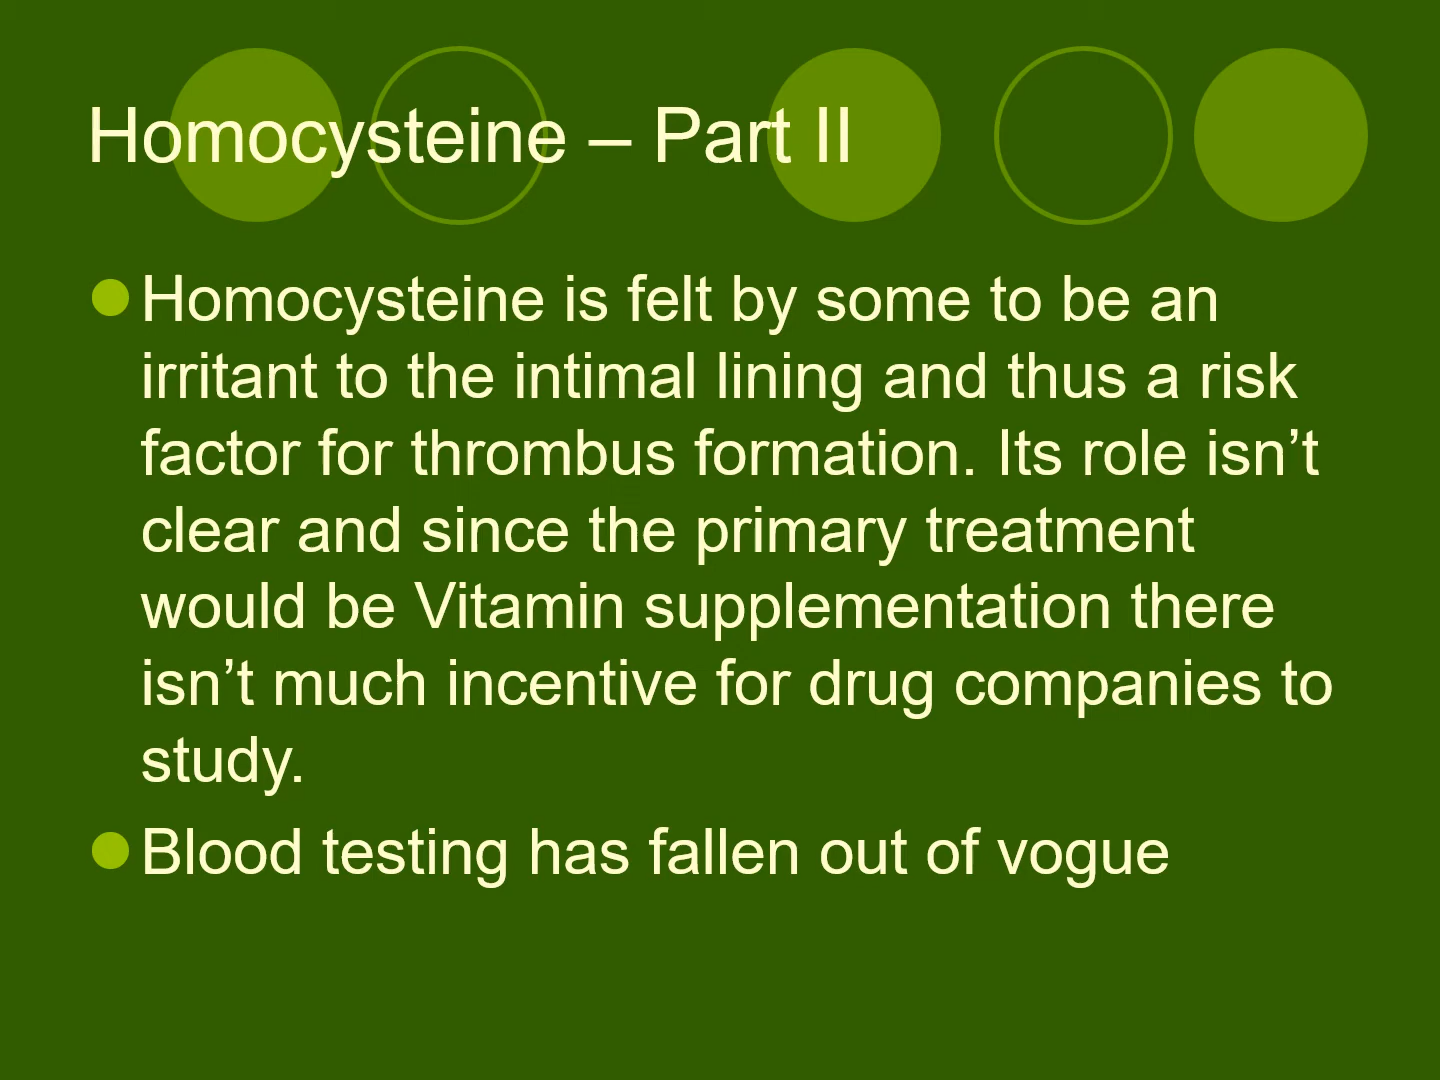 Homocysteine – Part II
Homocysteine is felt by some to be an
irritant to the intimal lining and thus a risk
factor for thrombus formation. Its role isn’t
clear and since the primary treatment
would be Vitamin supplementation there
isn’t much incentive for drug companies to
study.
Blood testing has fallen out of vogue